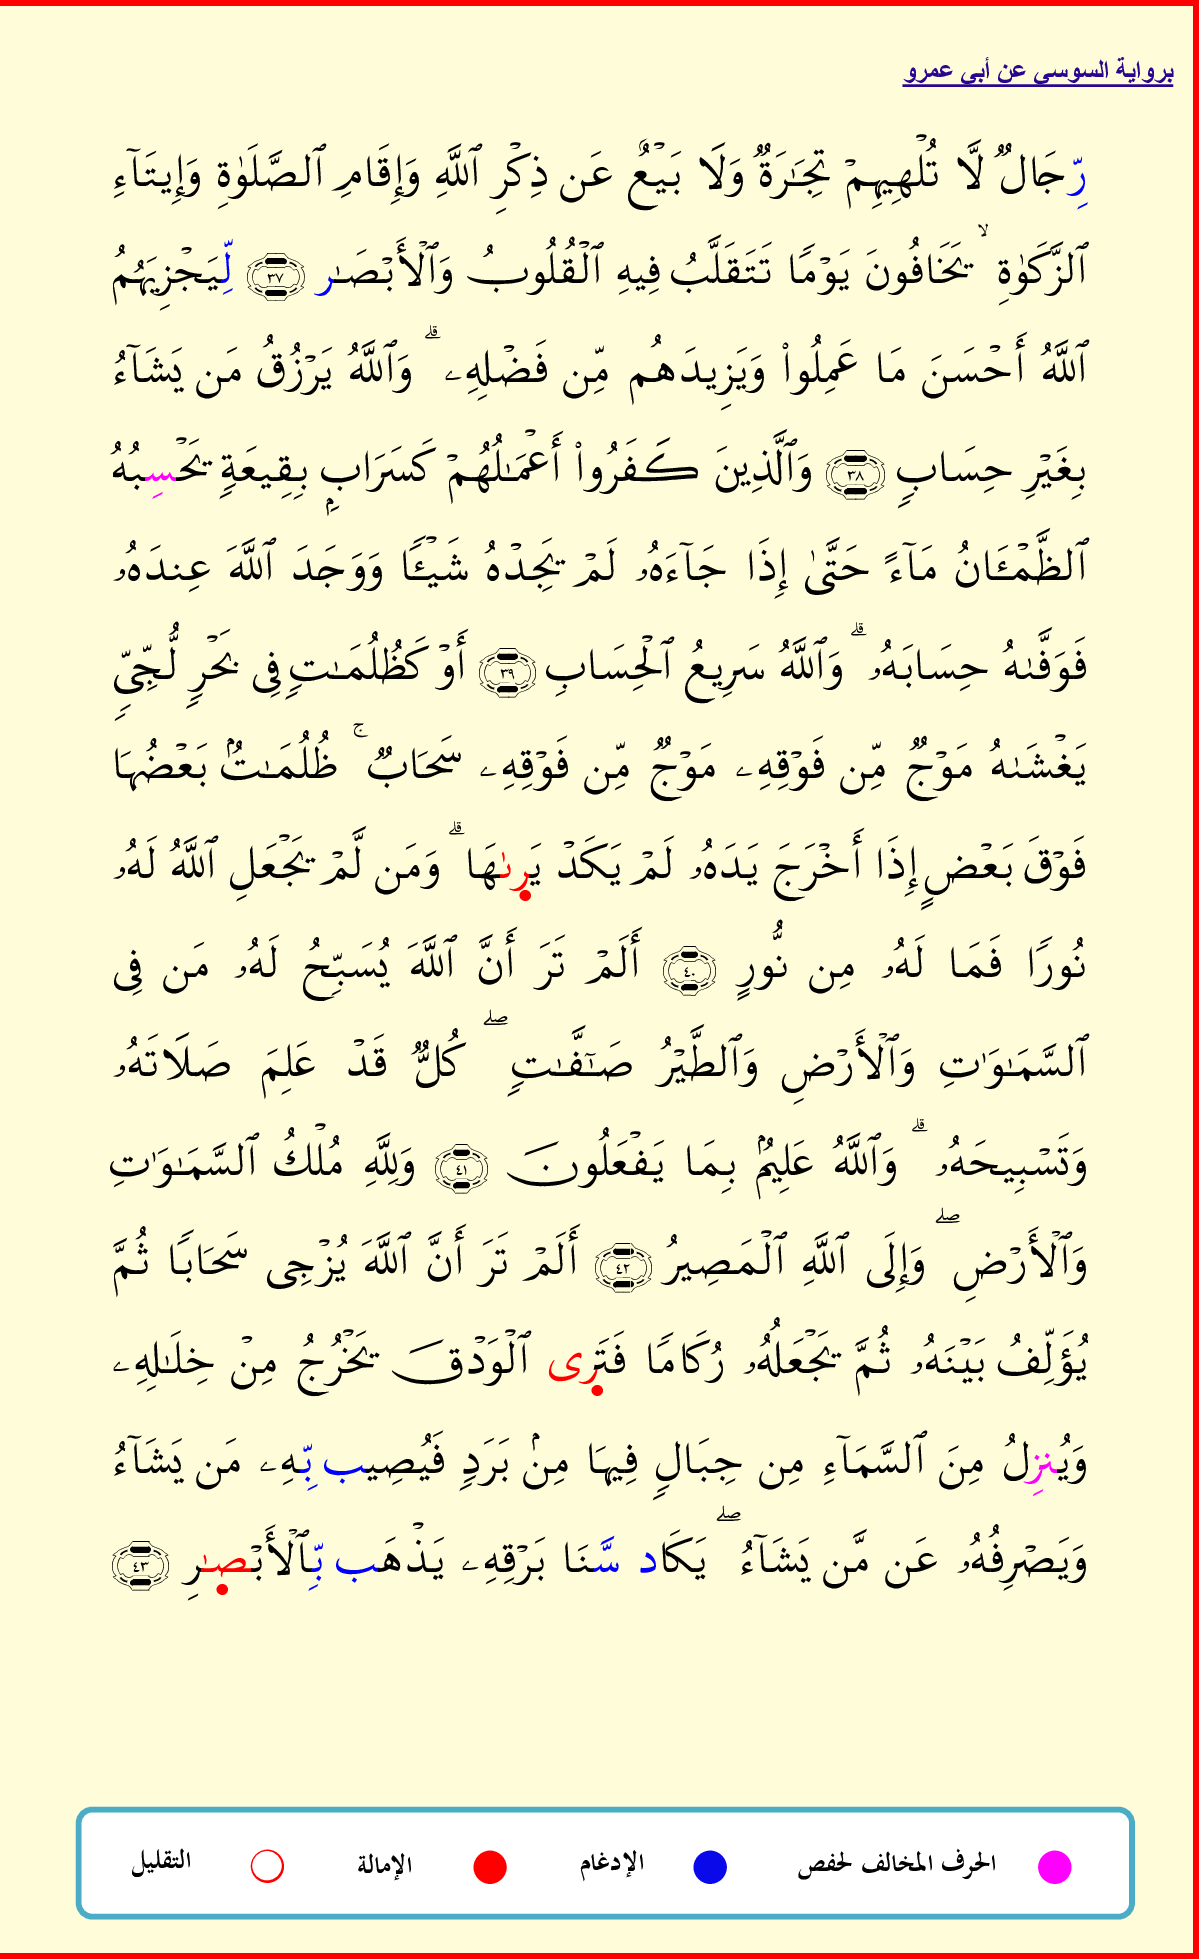 برواية السوسي عن أبي عمرو
رِّجَالٌ لَّا تُلْهِيهِمْ تِجَٰرَةٌ وَلَا بَيْعٌ عَن ذِكْرِ ٱللَّهِ وَإِقَامِ ٱلصَّلَوٰةِ وَإِيتَآءِ
ٱلزَّكَوٰةِ ۙ يَخَافُونَ يَوْمًا تَتَقَلَّبُ فِيهِ ٱلْقُلُوبُ وَٱلْأَبْصَٰر ٣٧ لِّيَجْزِيَهُمُ
ٱللَّهُ أَحْسَنَ مَا عَمِلُوا۟ وَيَزِيدَهُم مِّن فَضْلِهِۦ ۗ وَٱللَّهُ يَرْزُقُ مَن يَشَآءُ
بِغَيْرِ حِسَابٍ ٣٨ وَٱلَّذِينَ كَفَرُوا۟ أَعْمَٰلُهُمْ كَسَرَابٍۭ بِقِيعَةٍ يَحْسِبُهُ
ٱلظَّمْـَٔانُ مَآءً حَتَّىٰ إِذَا جَآءَهُۥ لَمْ يَجِدْهُ شَيْـًٔا وَوَجَدَ ٱللَّهَ عِندَهُۥ
فَوَفَّىٰهُ حِسَابَهُۥ ۗ وَٱللَّهُ سَرِيعُ ٱلْحِسَابِ ٣٩ أَوْ كَظُلُمَٰتٍ فِى بَحْرٍ لُّجِّىٍّ
يَغْشَىٰهُ مَوْجٌ مِّن فَوْقِهِۦ مَوْجٌ مِّن فَوْقِهِۦ سَحَابٌ ۚ ظُلُمَٰتٌۢ بَعْضُهَا
فَوْقَ بَعْضٍ إِذَا أَخْرَجَ يَدَهُۥ لَمْ يَكَدْ يَرِىٰهَا ۗ وَمَن لَّمْ يَجْعَلِ ٱللَّهُ لَهُۥ
نُورًا فَمَا لَهُۥ مِن نُّورٍ ٤٠ أَلَمْ تَرَ أَنَّ ٱللَّهَ يُسَبِّحُ لَهُۥ مَن فِى
ٱلسَّمَٰوَٰتِ وَٱلْأَرْضِ وَٱلطَّيْرُ صَٰٓفَّٰتٍ ۖ كُلٌّ قَدْ عَلِمَ صَلَاتَهُۥ
وَتَسْبِيحَهُۥ ۗ وَٱللَّهُ عَلِيمٌۢ بِمَا يَفْعَلُونَ ٤١ وَلِلَّهِ مُلْكُ ٱلسَّمَٰوَٰتِ
وَٱلْأَرْضِ ۖ وَإِلَى ٱللَّهِ ٱلْمَصِيرُ ٤٢ أَلَمْ تَرَ أَنَّ ٱللَّهَ يُزْجِى سَحَابًا ثُمَّ
يُؤَلِّفُ بَيْنَهُۥ ثُمَّ يَجْعَلُهُۥ رُكَامًا فَتَرِى ٱلْوَدْقَ يَخْرُجُ مِنْ خِلَٰلِهِۦ
وَيُنزِلُ مِنَ ٱلسَّمَآءِ مِن جِبَالٍ فِيهَا مِنۢ بَرَدٍ فَيُصِيب بِّهِۦ مَن يَشَآءُ
وَيَصْرِفُهُۥ عَن مَّن يَشَآءُ ۖ يَكَاد سَّنَا بَرْقِهِۦ يَذْهَب بِّٱلْأَبْصَٰرِ ٤٣
الحرف المخالف لحفص الإدغام الإمالة التقليل